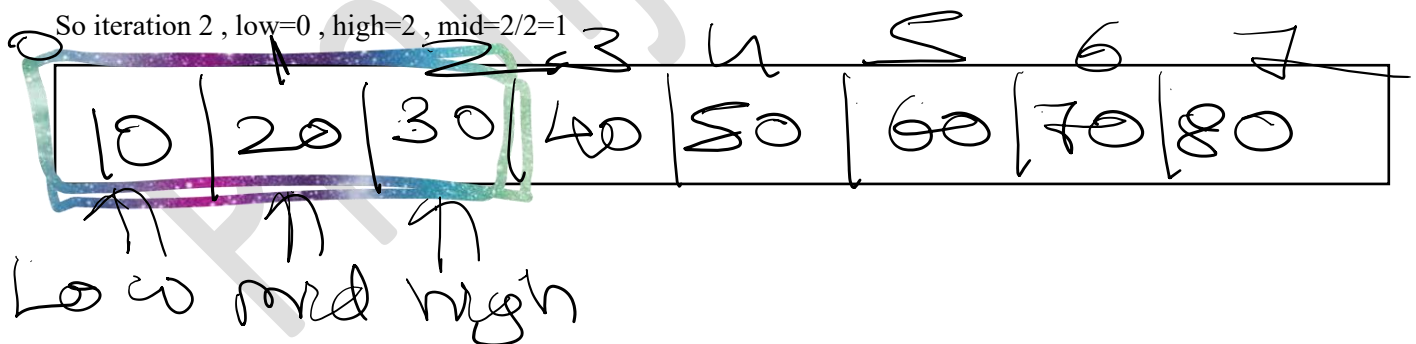 So iteration 2 , low=0 , high=2 , mid=2/2=1
0 1 2 3 4 5 6 7
10 20 30 40 50 60 70 80
Low mid high